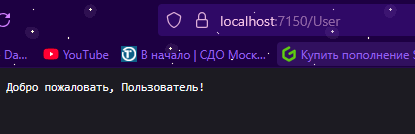 localhost:7150/User
Da...
YouTube
В начало | СДО Моск...
Купить пополнение S
Добро пожаловать, Пользователь!